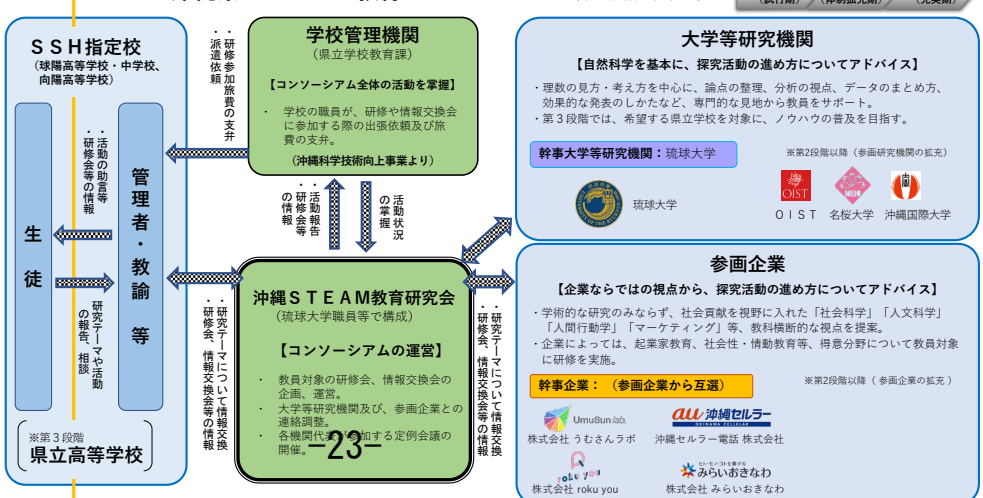 (試行期)
(体制拡充期)
(充実期)
ＳＳＨ指定校
(球陽高等学校・中学校、
向陽高等学校)
・活動の助言等
・研修会等の情報
生徒
管理者・教諭 等
研究テーマや活動
の報告、相談
※第３段階
県立高等学校
・研修参加旅費の支弁
・派遣依頼
学校管理機関
(県立学校教育課)
【コンソーシアム全体の活動を掌握】
・ 学校の職員が、研修や情報交換会
に参加する際の出張依頼及び旅
費の支弁。
(沖縄科学技術向上事業より)
・活動報告
・研修会等
の情報
活動状況
の掌握
・研究テーマについて情報交換
・研修会、情報交換会等の情報
沖縄ＳＴＥＡＭ教育研究会
(琉球大学職員等で構成)
【コンソーシアムの運営】
・ 教員対象の研修会、情報交換会の
企画、運営。
・ 大学等研究機関及び、参画企業との
連絡調整。
・ 各機関代表が参加する定例会議の
開催。
−23−
・研究テーマについて情報交換
・研修会、情報交換会等の情報
大学等研究機関
【自然科学を基本に、探究活動の進め方についてアドバイス】
・理数の見方・考え方を中心に、論点の整理、分析の視点、データのまとめ方、
効果的な発表のしかたなど、専門的な見地から教員をサポート。
・第３段階では、希望する県立学校を対象に、ノウハウの普及を目指す。
幹事大学等研究機関：琉球大学
※第2段階以降（参画研究機関の拡充）
琉球大学
OIST
ＯＩＳＴ 名桜大学 沖縄国際大学
参画企業
【企業ならではの視点から、探究活動の進め方についてアドバイス】
・学術的な研究のみならず、社会貢献を視野に入れた「社会科学」「人文科学」
「人間行動学」「マーケティング」等、教科横断的な視点を提案。
・企業によっては、起業家教育、社会性・情動教育等、得意分野について教員対象
に研修を実施。
幹事企業：（参画企業から互選）
※第2段階以降（ 参画企業の拡充 ）
UmuSun lab.
au 沖縄セルラー
OKINAWA CELLULAR
株式会社 うむさんラボ 沖縄セルラー電話 株式会社
roku you
ヒト・モノ・コトを繋げる
みらいおきなわ
株式会社 roku you 株式会社 みらいおきなわ